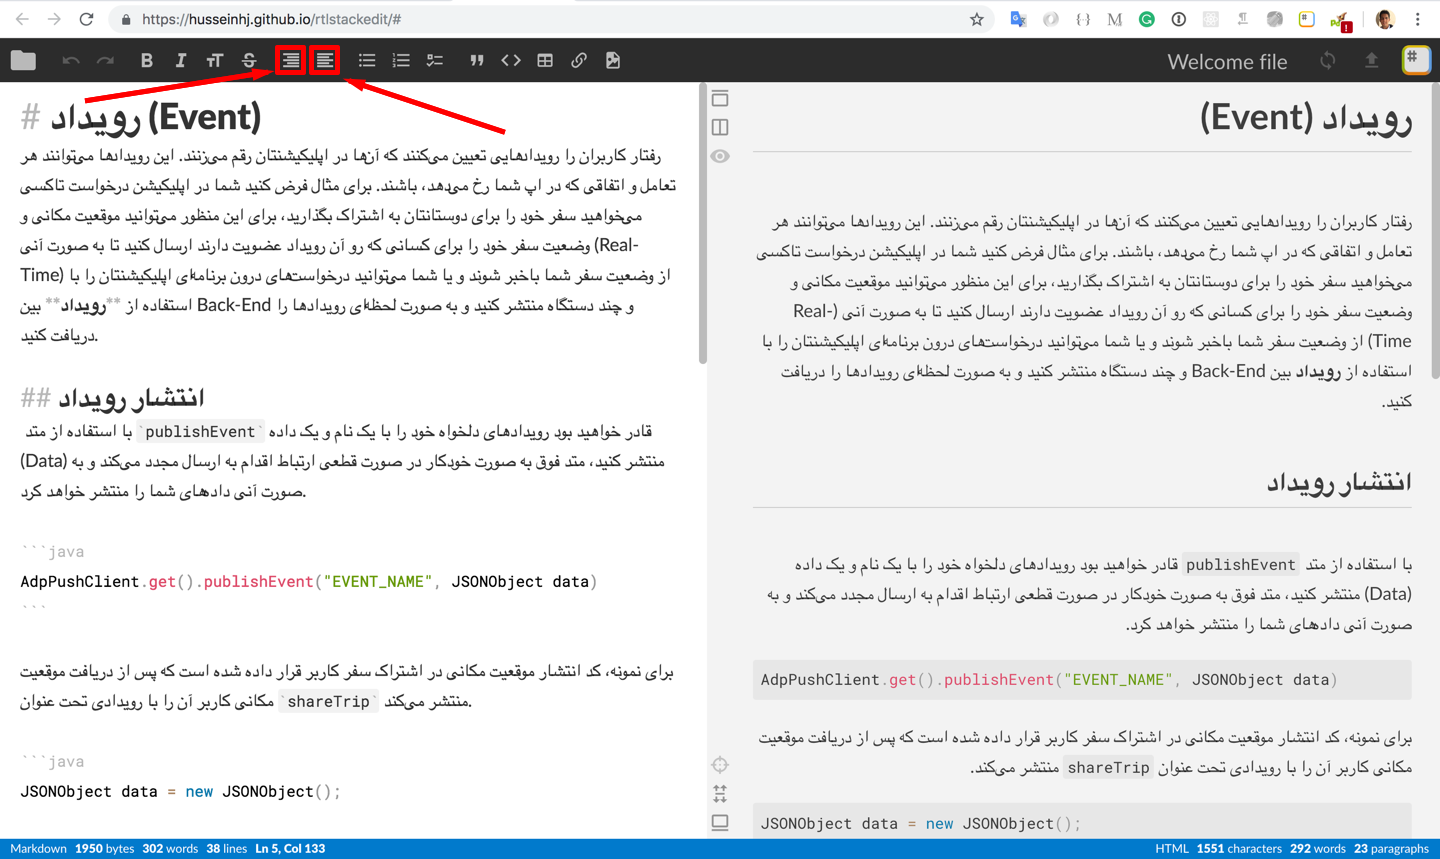 https://husseinhj.github.io/rtlstackedit/#
Welcome file
# رویداد (Event)
رفتار کاربران را رویدادهایی تعیین می‌کنند که آن‌ها در اپلیکیشنتان رقم می‌زنند. این رویدادها می‌توانند هر
تعامل و اتفاقی که در اپ شما رخ می‌دهد، باشند. برای مثال فرض کنید شما در اپلیکیشن درخواست تاکسی
می‌خواهید سفر خود را برای دوستانتان به اشتراک بگذارید، برای این منظور می‌توانید موقعیت مکانی و
وضعیت سفر خود را برای کسانی که رو آن رویداد عضویت دارند ارسال کنید تا به صورت آنی (Real-
Time) از وضعیت سفر شما باخبر شوند و یا شما می‌توانید درخواست‌های درون برنامه‌ای اپلیکیشنتان را با
استفاده از **رویداد** بین Back-End و چند دستگاه منتشر کنید و به صورت لحظه‌ای رویدادها را
دریافت کنید.
## انتشار رویداد
با استفاده از متد `publishEvent` قادر خواهید بود رویدادهای دلخواه خود را با یک نام و یک داده
(Data) منتشر کنید، متد فوق به صورت خودکار در صورت قطعی ارتباط اقدام به ارسال مجدد می‌کند و به
صورت آنی دادهای شما را منتشر خواهد کرد.
```java
AdpPushClient.get().publishEvent("EVENT_NAME", JSONObject data)
```
برای نمونه، کد انتشار موقعیت مکانی در اشتراک سفر کاربر قرار داده شده است که پس از دریافت موقعیت
مکانی کاربر آن را با رویدادی تحت عنوان `shareTrip` منتشر می‌کند.
```java
JSONObject data = new JSONObject();
رویداد (Event)
رفتار کاربران را رویدادهایی تعیین می‌کنند که آن‌ها در اپلیکیشنتان رقم می‌زنند. این رویدادها می‌توانند هر
تعامل و اتفاقی که در اپ شما رخ می‌دهد، باشند. برای مثال فرض کنید شما در اپلیکیشن درخواست تاکسی
می‌خواهید سفر خود را برای دوستانتان به اشتراک بگذارید، برای این منظور می‌توانید موقعیت مکانی و
وضعیت سفر خود را برای کسانی که رو آن رویداد عضویت دارند ارسال کنید تا به صورت آنی (Real-
Time) از وضعیت سفر شما باخبر شوند و یا شما می‌توانید درخواست‌های درون برنامه‌ای اپلیکیشنتان را با
استفاده از رویداد بین Back-End و چند دستگاه منتشر کنید و به صورت لحظه‌ای رویدادها را دریافت
کنید.
انتشار رویداد
با استفاده از متد publishEvent قادر خواهید بود رویدادهای دلخواه خود را با یک نام و یک داده
(Data) منتشر کنید، متد فوق به صورت خودکار در صورت قطعی ارتباط اقدام به ارسال مجدد می‌کند و به
صورت آنی دادهای شما را منتشر خواهد کرد.
AdpPushClient.get().publishEvent("EVENT_NAME", JSONObject data)
برای نمونه، کد انتشار موقعیت مکانی در اشتراک سفر کاربر قرار داده شده است که پس از دریافت موقعیت
مکانی کاربر آن را با رویدادی تحت عنوان shareTrip منتشر می‌کند.
JSONObject data = new JSONObject();
Markdown 1950 bytes 302 words 38 lines Ln 5, Col 133
HTML 1551 characters 292 words 23 paragraphs